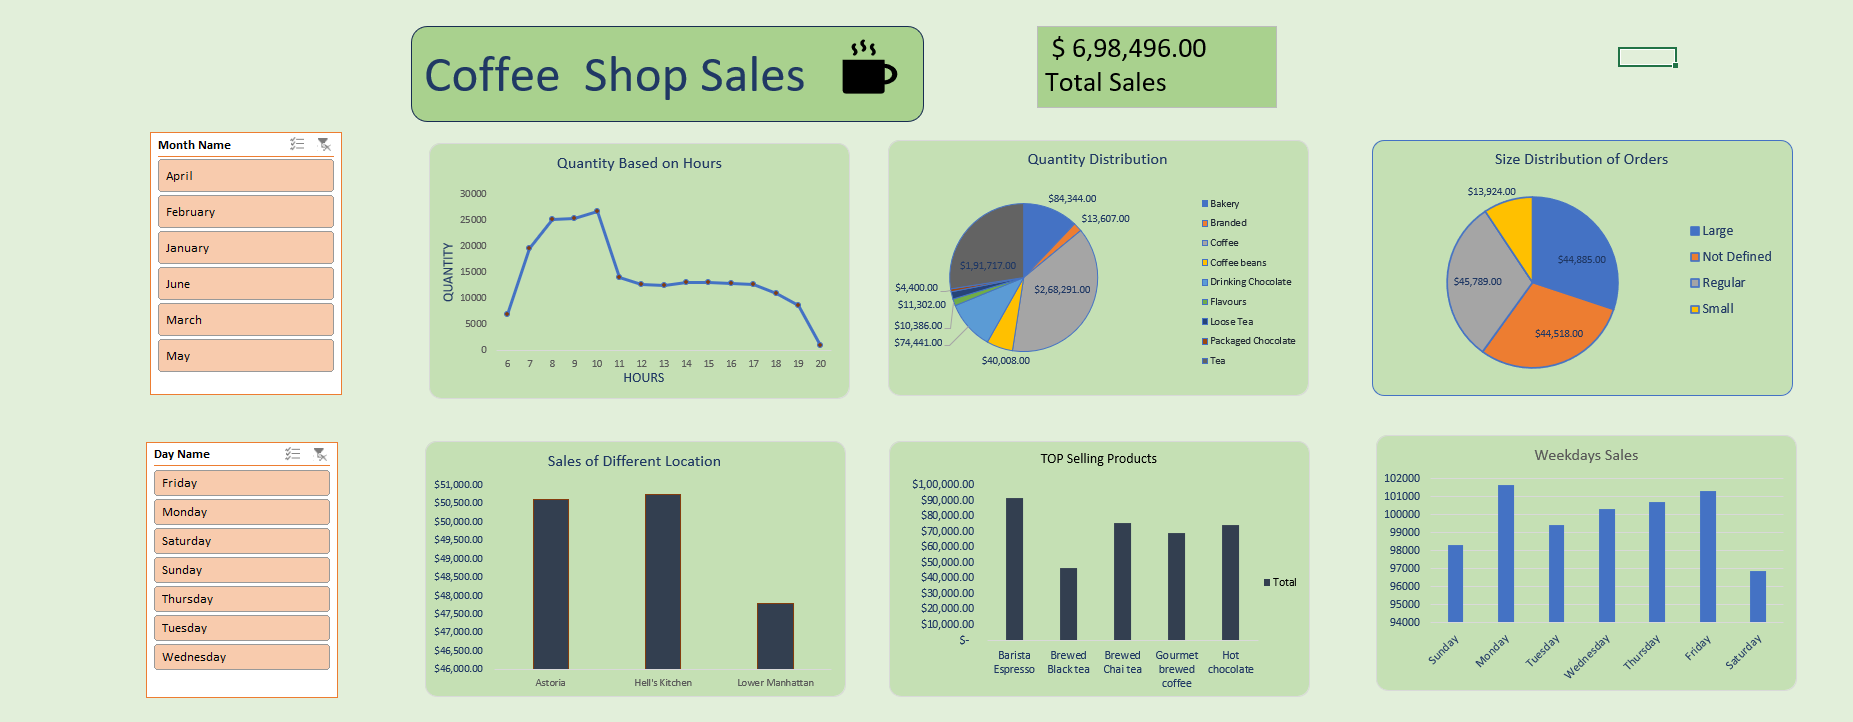 Coffee  Shop Sales
$ 6,98,496.00
Total Sales
Month Name
April
February
January
June
March
May
Quantity Based on Hours
QUANTITY
30000
25000
20000
15000
10000
5000
0
6 7 8 9 10 11 12 13 14 15 16 17 18 19 20
HOURS
Quantity Distribution
$84,344.00
$13,607.00
$2,68,291.00
$40,008.00
$74,441.00
$10,386.00
$11,302.00
$4,400.00
$1,91,717.00
Bakery
Branded
Coffee
Coffee beans
Drinking Chocolate
Flavours
Loose Tea
Packaged Chocolate
Tea
Size Distribution of Orders
$13,924.00
$44,885.00
$45,789.00
$44,518.00
Large
Not Defined
Regular
Small
Day Name
Friday
Monday
Saturday
Sunday
Thursday
Tuesday
Wednesday
Sales of Different Location
$51,000.00
$50,500.00
$50,000.00
$49,500.00
$49,000.00
$48,500.00
$48,000.00
$47,500.00
$47,000.00
$46,500.00
$46,000.00
Astoria
Hell's Kitchen
Lower Manhattan
TOP Selling Products
$1,00,000.00
$90,000.00
$80,000.00
$70,000.00
$60,000.00
$50,000.00
$40,000.00
$30,000.00
$20,000.00
$10,000.00
$-
Barista
Espresso
Brewed
Black tea
Brewed
Chai tea
Gourmet
brewed
coffee
Hot
chocolate
Total
Weekdays Sales
102000
101000
100000
99000
98000
97000
96000
95000
94000
Sunday
Monday
Tuesday
Wednesday
Thursday
Friday
Saturday